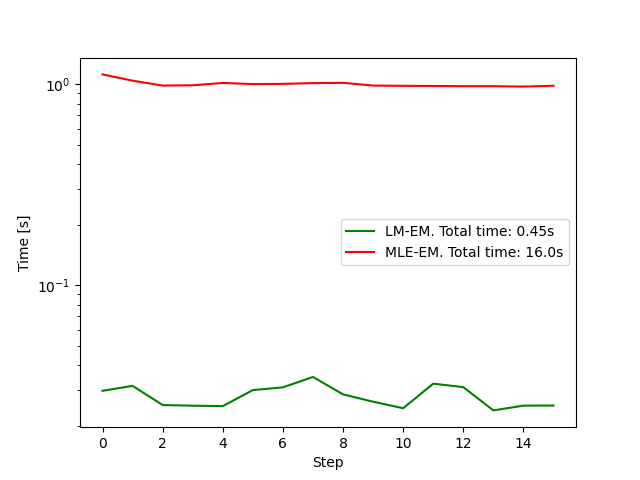 10⁰
10⁻¹
Time [s]
LM-EM. Total time: 0.45s
MLE-EM. Total time: 16.0s
0 2 4 6 8 10 12 14
Step